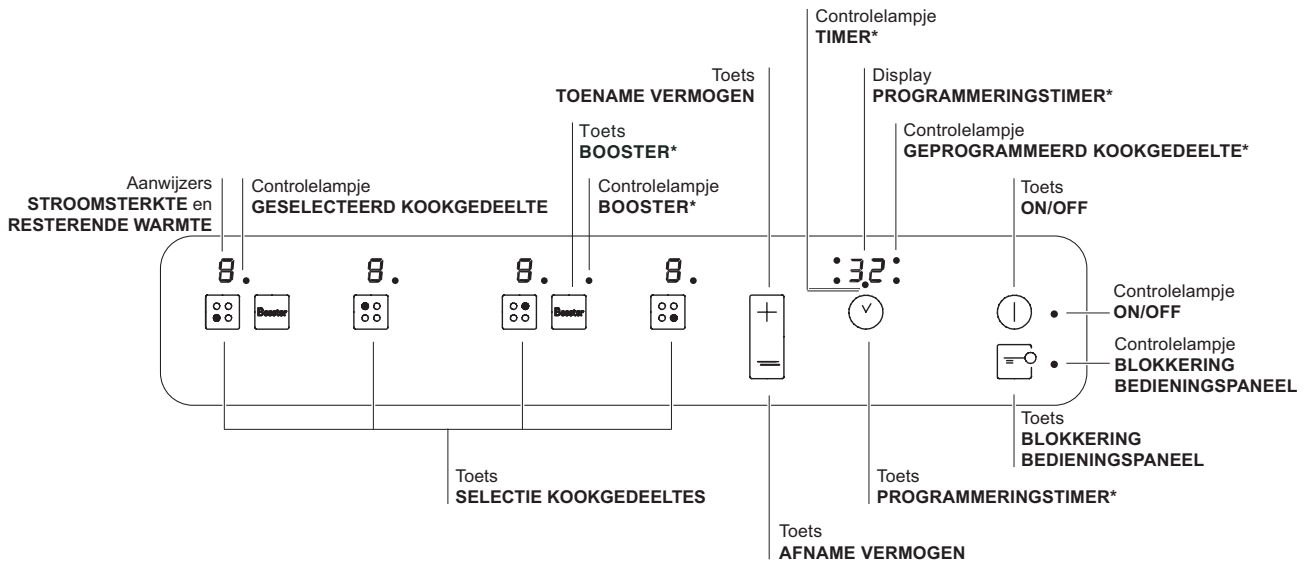 Controlelampje
TIMER*
Toets
TOENAME VERMOGEN
Display
PROGRAMMERINGSTIMER*
Toets
BOOSTER*
Controlelampje
GEPROGRAMMEERD KOOKGEDEELTE*
Aanwijzers
STROOMSTERKTE en
RESTERENDE WARMTE
Controlelampje
GESELECTEERD KOOKGEDEELTE
Controlelampje
BOOSTER*
Toets
ON/OFF
8. 8. 8. 8. 32
Booster Booster
Controlelampje
ON/OFF
Controlelampje
BLOKKERING
BEDIENINGSPANEEL
Toets
BLOKKERING
BEDIENINGSPANEEL
Toets
SELECTIE KOOKGEDEELTES
Toets
PROGRAMMERINGSTIMER*
Toets
AFNAME VERMOGEN